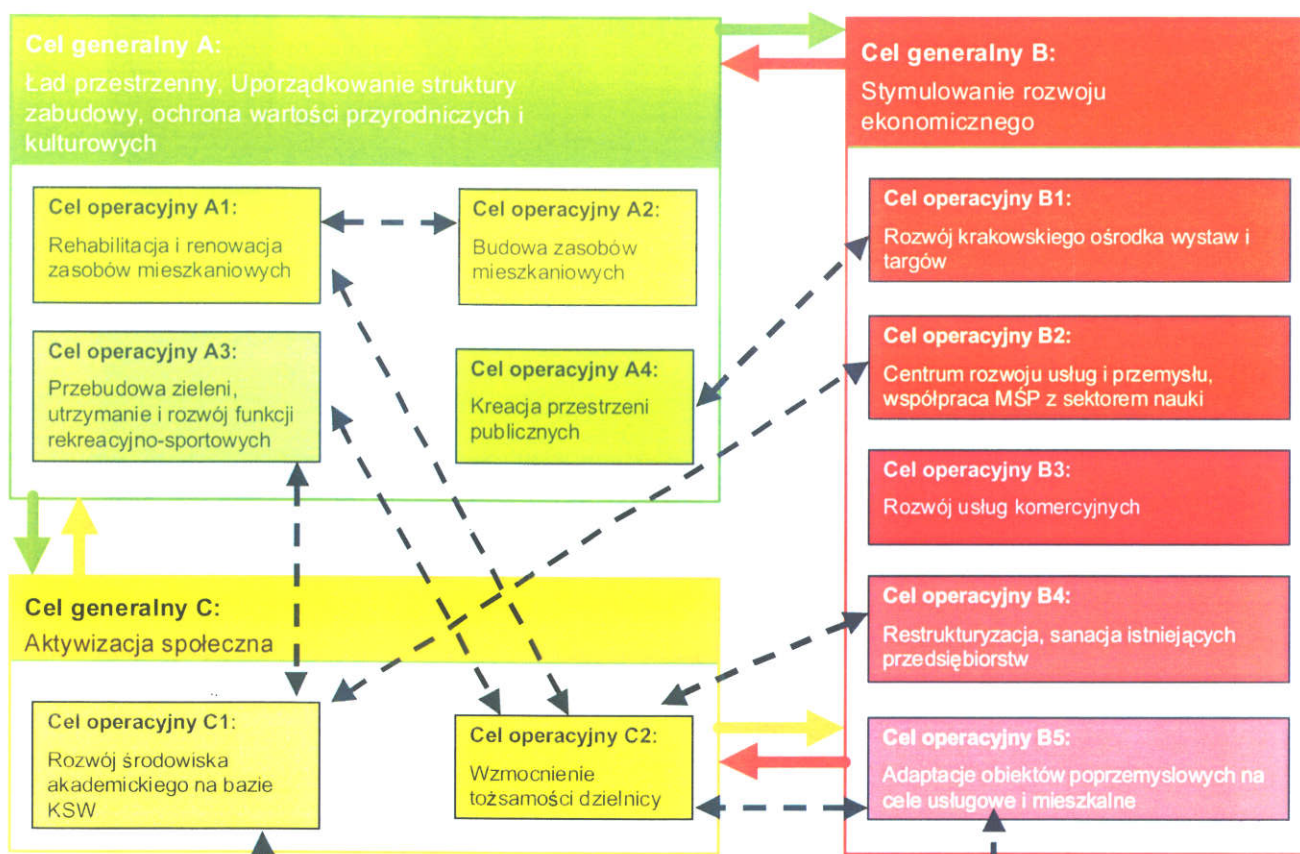 Cel generalny A:
Ład przestrzenny, Uporządkowanie struktury
zabudowy, ochrona wartości przyrodniczych i
kulturowych
Cel operacyjny A1:
Rehabilitacja i renowacja
zasobów mieszkaniowych
Cel operacyjny A2:
Budowa zasobów
mieszkaniowych
Cel operacyjny A3:
Przebudowa zieleni,
utrzymanie i rozwój funkcji
rekreacyjno-sportowych
Cel operacyjny A4:
Kreacja przestrzeni
publicznych
Cel generalny B:
Stymulowanie rozwoju
ekonomicznego
Cel operacyjny B1:
Rozwój krakowskiego ośrodka wystaw i
targów
Cel operacyjny B2:
Centrum rozwoju usług i przemysłu,
współpraca MŚP z sektorem nauki
Cel operacyjny B3:
Rozwój usług komercyjnych
Cel operacyjny B4:
Restrukturyzacja, sanacja istniejących
przedsiębiorstw
Cel operacyjny B5:
Adaptacje obiektów poprzemysłowych na
cele usługowe i mieszkalne
Cel generalny C:
Aktywizacja społeczna
Cel operacyjny C1:
Rozwój środowiska
akademickiego na bazie
KSW
Cel operacyjny C2:
Wzmocnienie
tożsamości dzielnicy